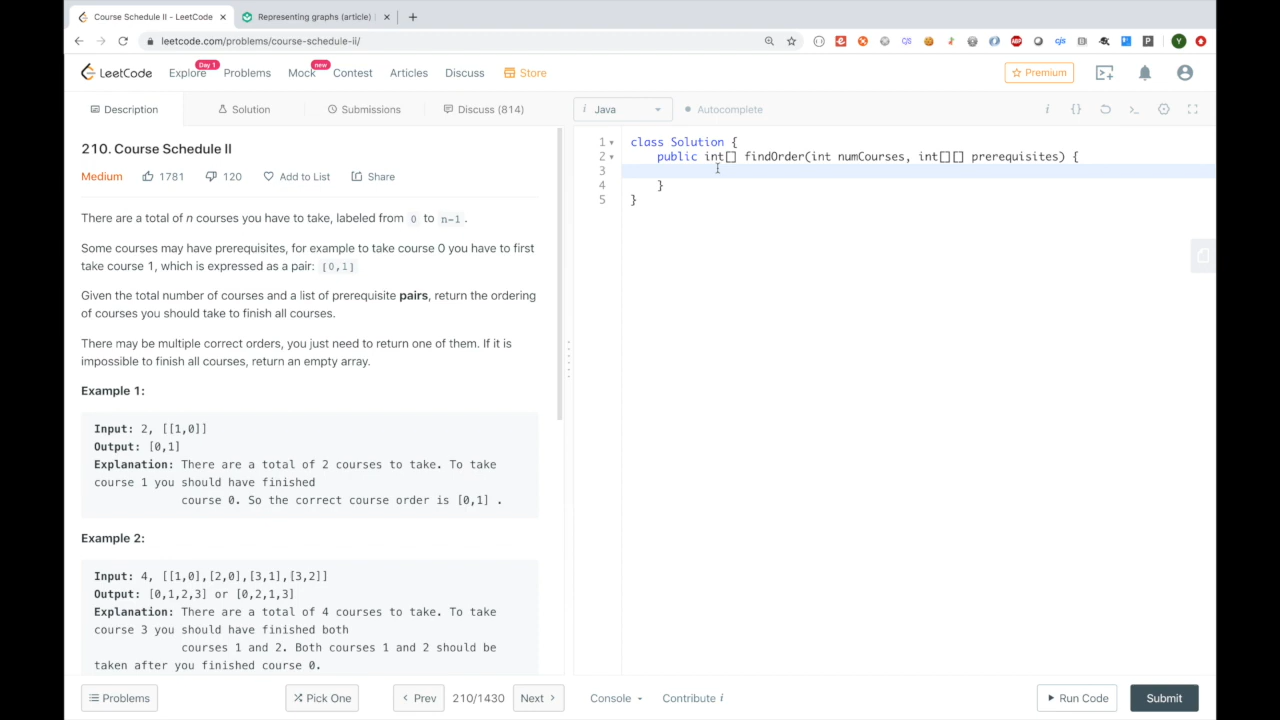 Course Schedule II - LeetCode
Representing graphs (article)
leetcode.com/problems/course-schedule-ii/
LeetCode
Explore
Day 1
Problems
Mock
new
Contest
Articles
Discuss
Store
Premium
Description
Solution
Submissions
Discuss (814)
i Java
Autocomplete
210. Course Schedule II
Medium
1781
120
Add to List
Share
There are a total of n courses you have to take, labeled from 0 to n-1.
Some courses may have prerequisites, for example to take course 0 you have to first
take course 1, which is expressed as a pair: [0,1]
Given the total number of courses and a list of prerequisite pairs, return the ordering
of courses you should take to finish all courses.
There may be multiple correct orders, you just need to return one of them. If it is
impossible to finish all courses, return an empty array.
Example 1:
Input: 2, [[1,0]]
Output: [0,1]
Explanation: There are a total of 2 courses to take. To take
course 1 you should have finished
course 0. So the correct course order is [0,1] .
Example 2:
Input: 4, [[1,0],[2,0],[3,1],[3,2]]
Output: [0,1,2,3] or [0,2,1,3]
Explanation: There are a total of 4 courses to take. To take
course 3 you should have finished both
courses 1 and 2. Both courses 1 and 2 should be
taken after you finished course 0.
1 class Solution {
2 public int[] findOrder(int numCourses, int[][] prerequisites) {
3
4 }
5 }
Problems
Pick One
Prev
210/1430
Next
Console
Contribute i
Run Code
Submit